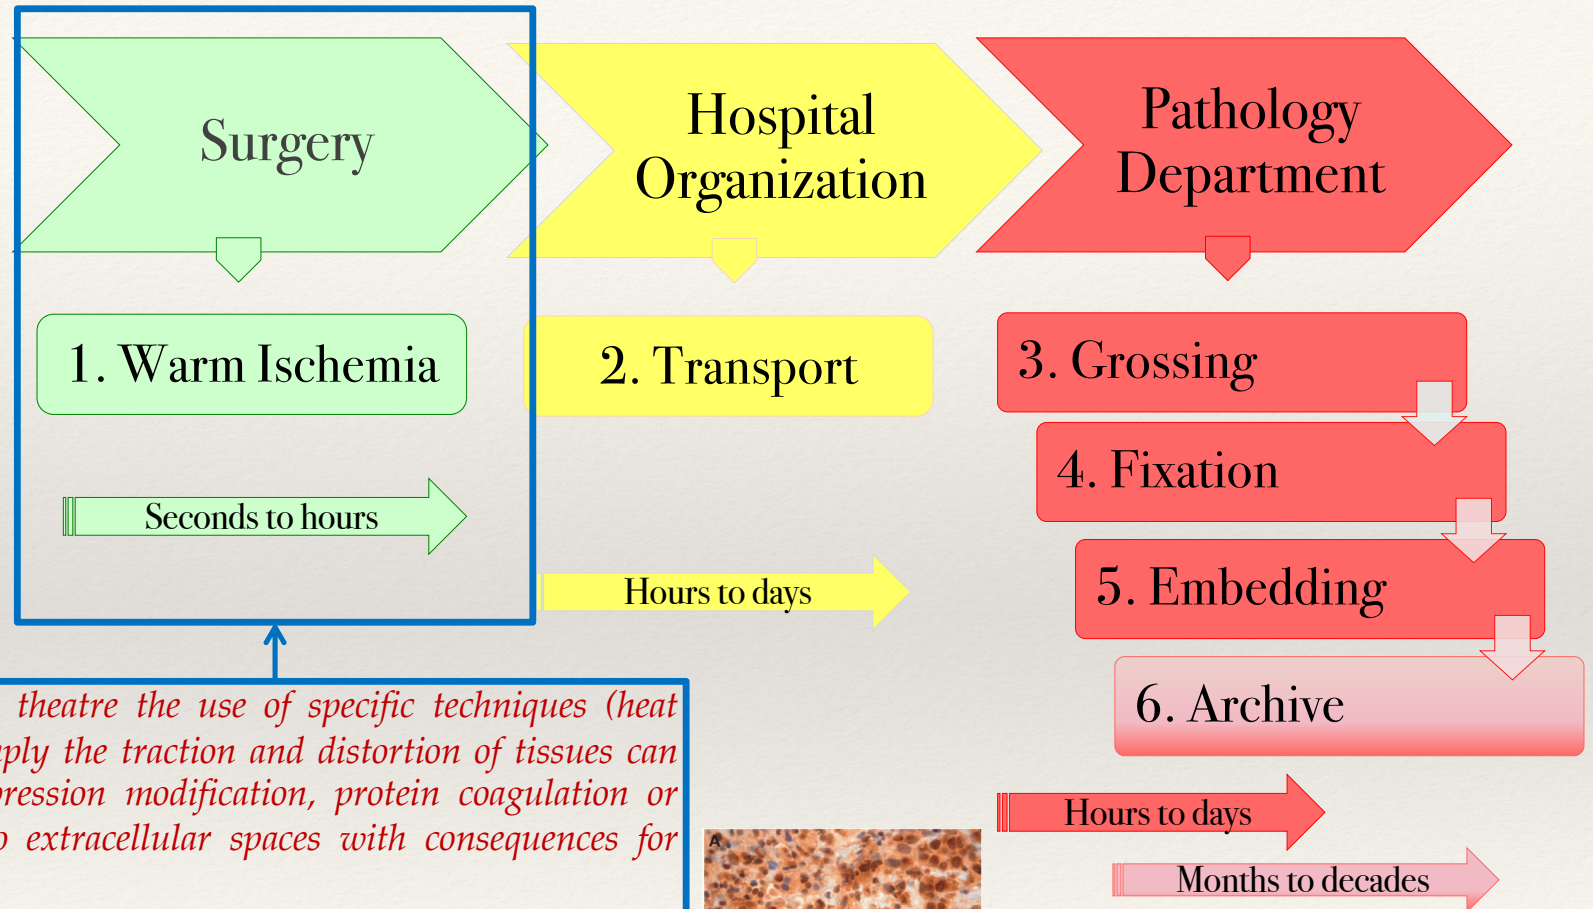 Surgery
Hospital
Organization
Pathology
Department
1. Warm Ischemia
2. Transport
3. Grossing
4. Fixation
5. Embedding
6. Archive
Seconds to hours
Hours to days
Hours to days
Months to decades
theatre the use of specific techniques (heat
the traction and distortion of tissues can
modification, protein coagulation or
extracellular spaces with consequences for
A